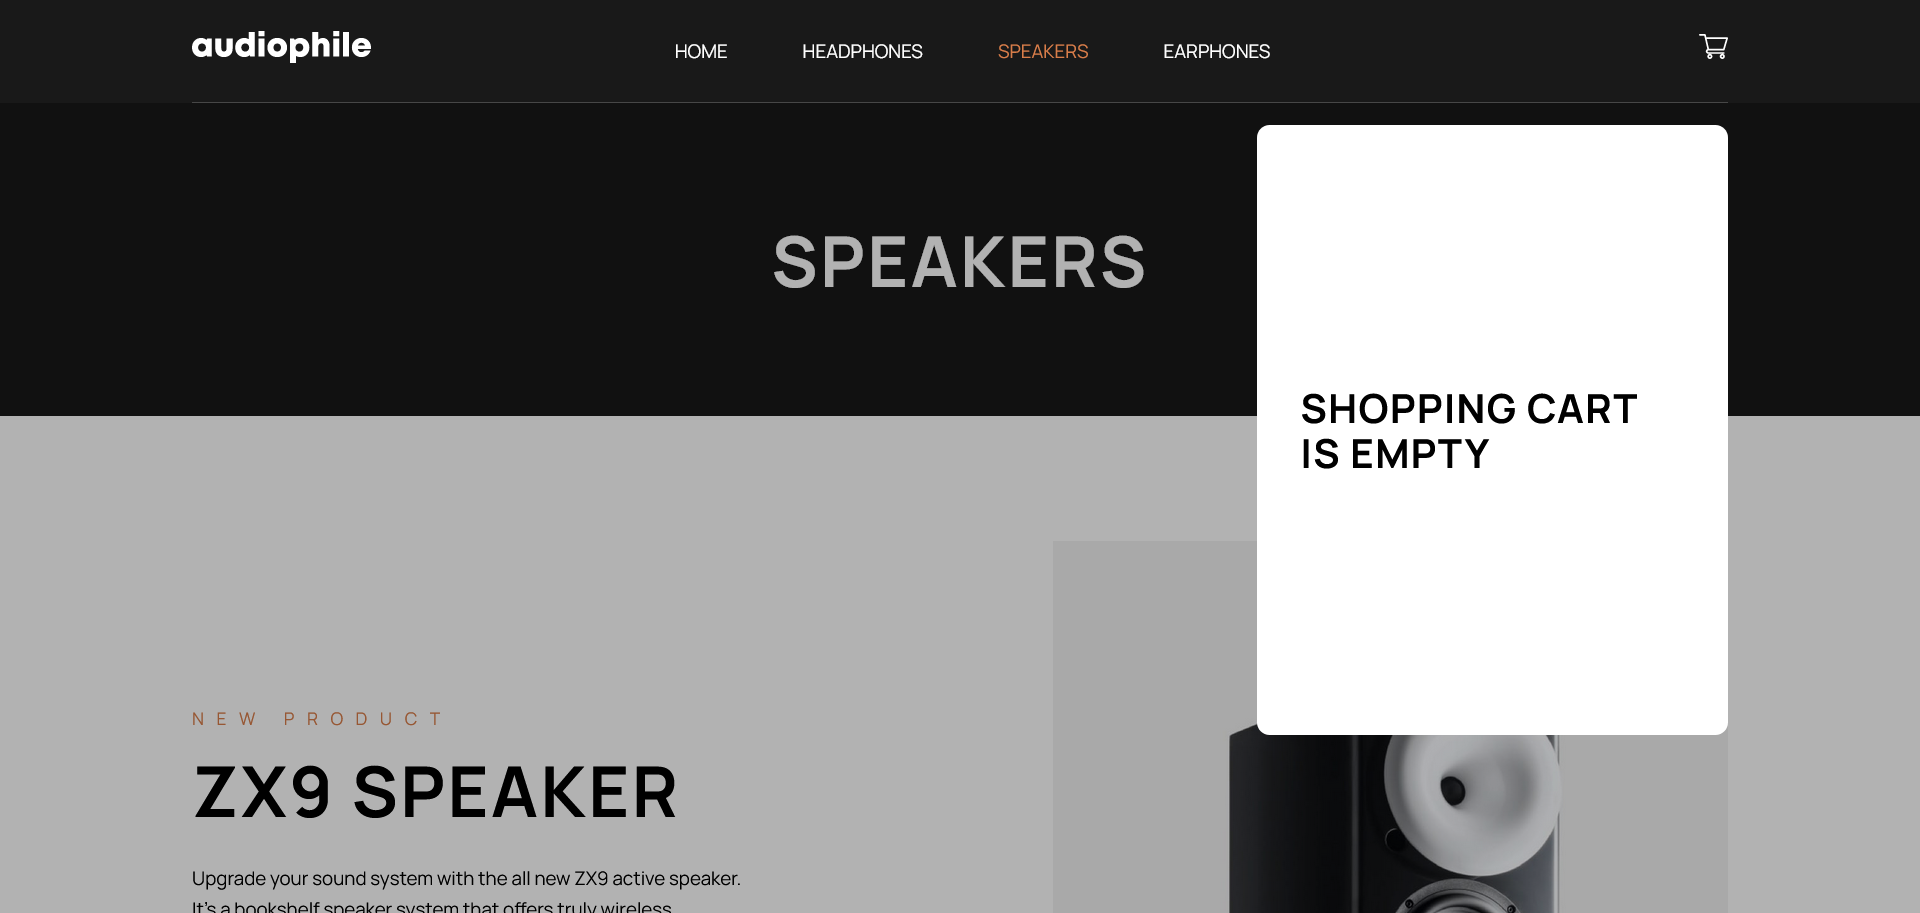 audiophile
HOME
HEADPHONES
SPEAKERS
EARPHONES
SPEAKERS
SHOPPING CART
IS EMPTY
NEW PRODUCT
ZX9 SPEAKER
Upgrade your sound system with the all new ZX9 active speaker.
It's a bookshelf speaker system that offers truly wireless